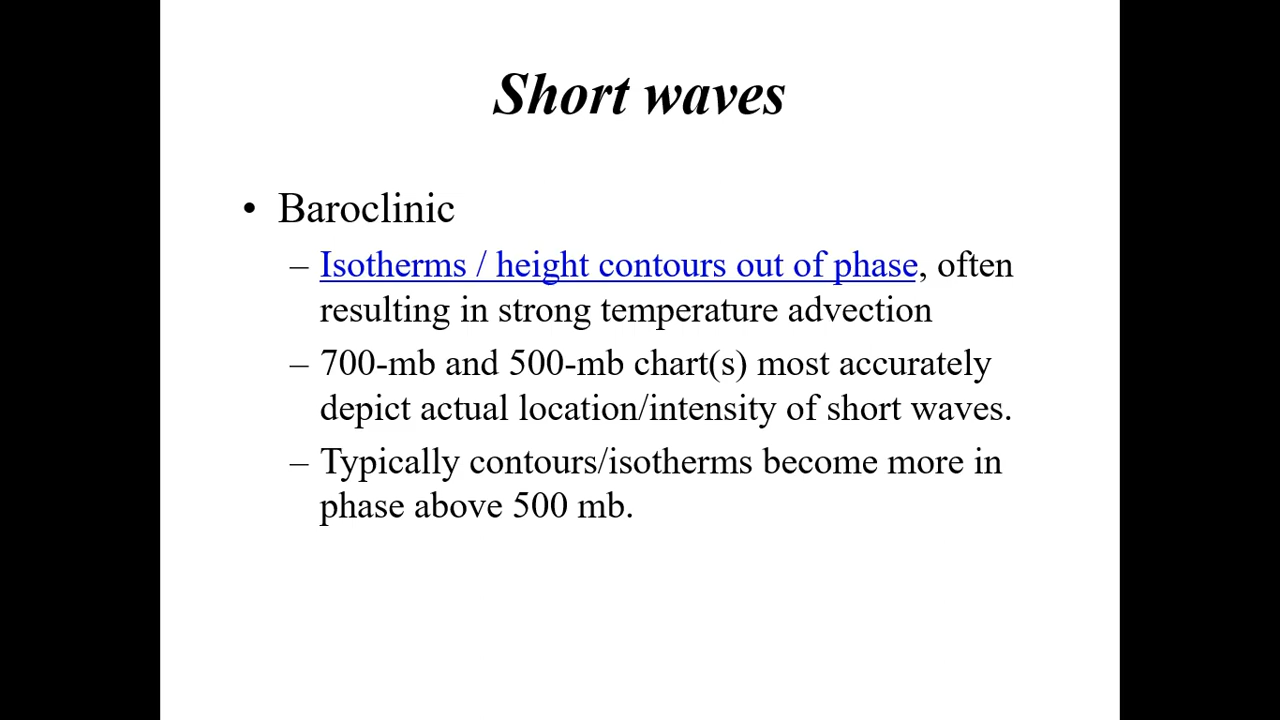 Short waves
• Baroclinic
– Isotherms / height contours out of phase, often
resulting in strong temperature advection
– 700-mb and 500-mb chart(s) most accurately
depict actual location/intensity of short waves.
– Typically contours/isotherms become more in
phase above 500 mb.